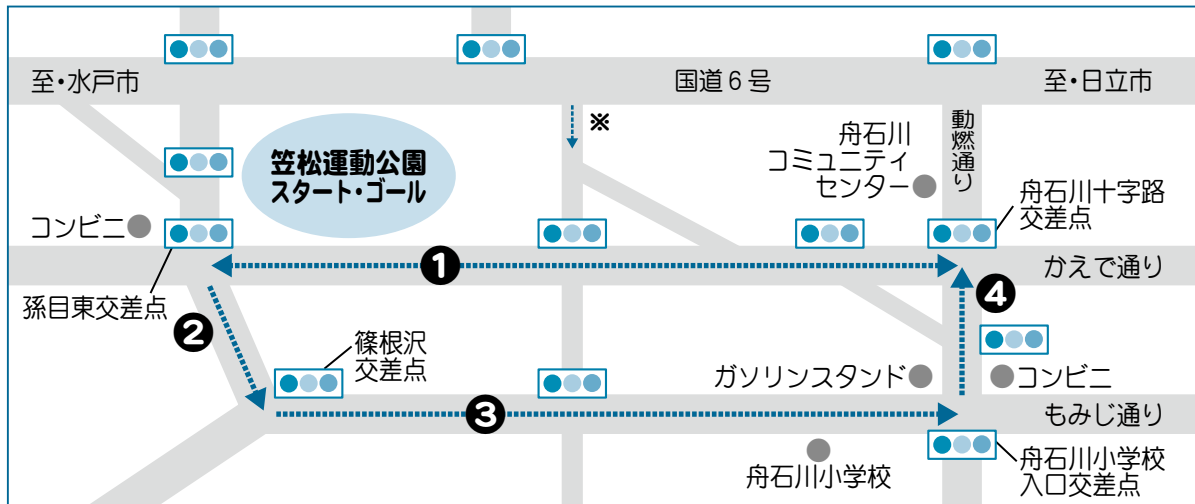 至・水戸市
国道6号
至・日立市
※
動燃通り
笠松運動公園
スタート・ゴール
舟石川
コミュニティ
センター
コンビニ
舟石川十字路
交差点
❶
かえで通り
孫目東交差点
❷
❹
篠根沢
交差点
ガソリンスタンド
コンビニ
❸
もみじ通り
舟石川小学校
舟石川小学校
入口交差点